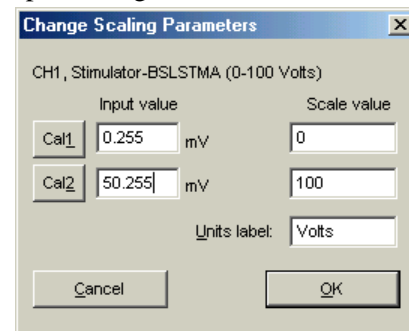 Change Scaling Parameters
CH1, Stimulator-BSLSTMA (0-100 Volts)
Input value Scale value
Cal1 0.255 mV 0
Cal2 50.255 mV 100
Units label: Volts
Cancel OK